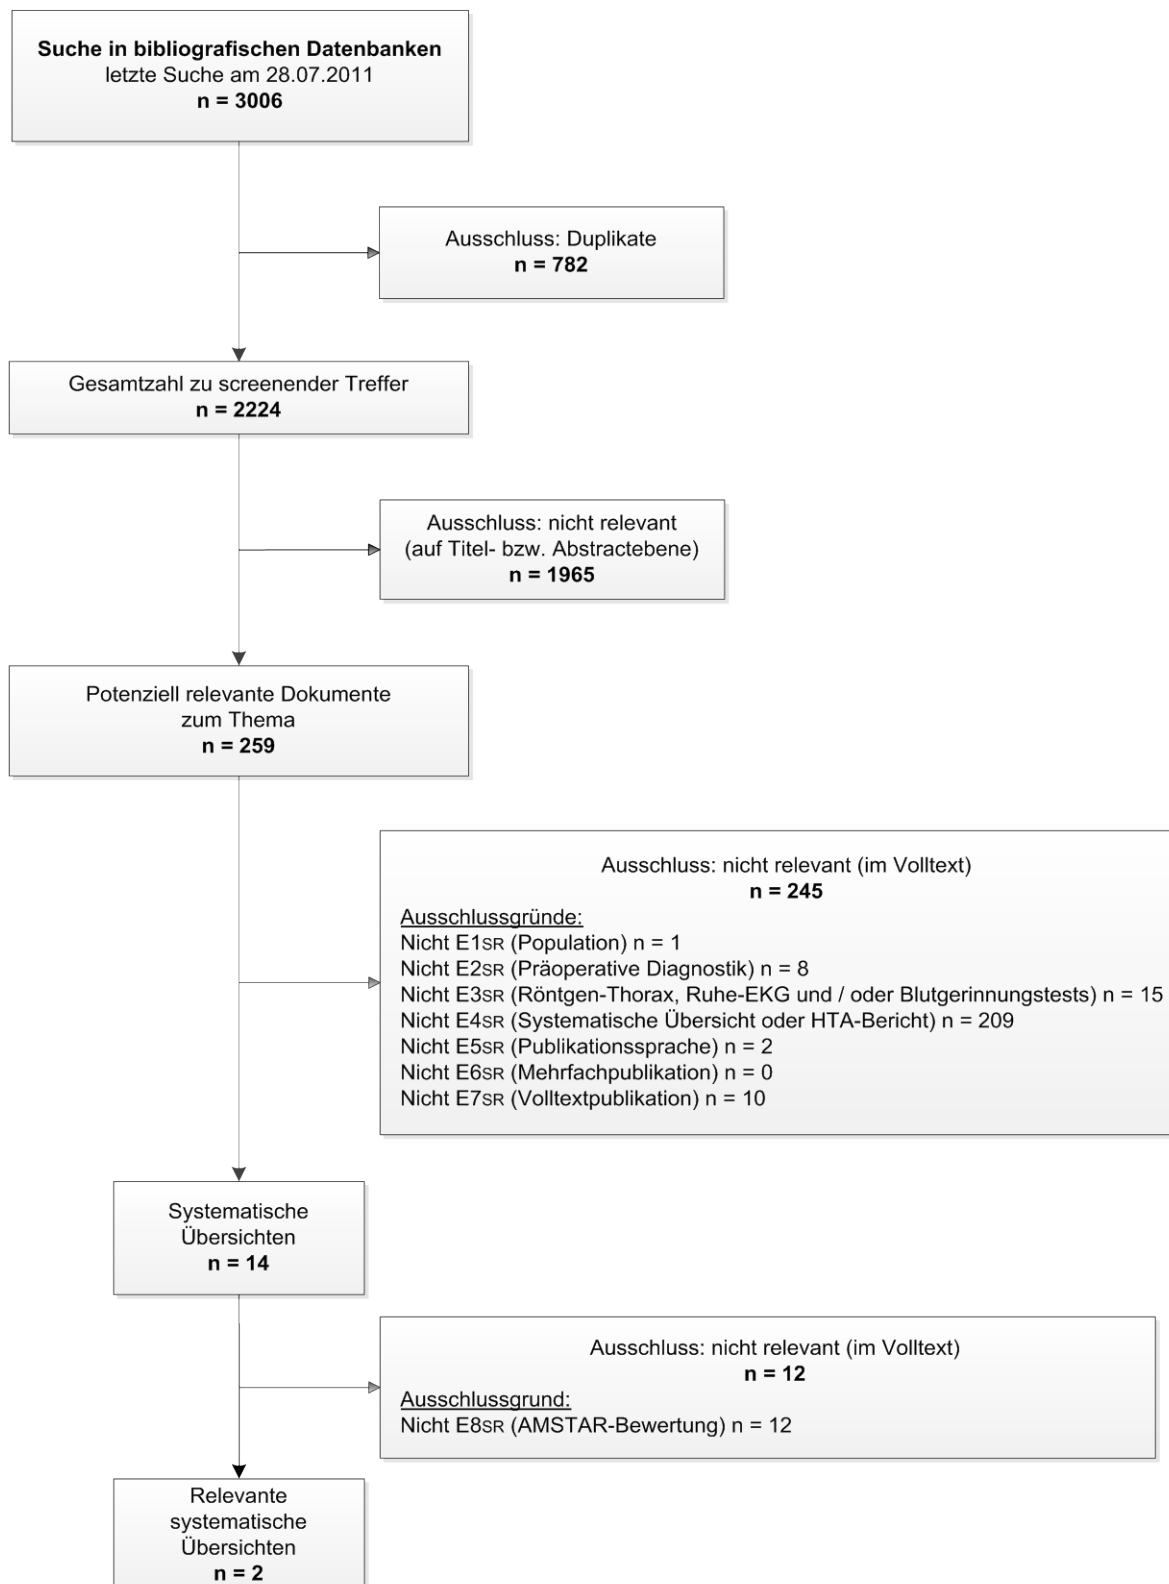 Suche in bibliografischen Datenbanken
letzte Suche am 28.07.2011
n = 3006
Ausschluss: Duplikate
n = 782
Gesamtzahl zu screenender Treffer
n = 2224
Ausschluss: nicht relevant
(auf Titel- bzw. Abstractebene)
n = 1965
Potenziell relevante Dokumente
zum Thema
n = 259
Ausschluss: nicht relevant (im Volltext)
n = 245
Ausschlussgründe:
Nicht E1SR (Population) n = 1
Nicht E2SR (Präoperative Diagnostik) n = 8
Nicht E3SR (Röntgen-Thorax, Ruhe-EKG und / oder Blutgerinnungstests) n = 15
Nicht E4SR (Systematische Übersicht oder HTA-Bericht) n = 209
Nicht E5SR (Publikationssprache) n = 2
Nicht E6SR (Mehrfachpublikation) n = 0
Nicht E7SR (Volltextpublikation) n = 10
Systematische
Übersichten
n = 14
Ausschluss: nicht relevant (im Volltext)
n = 12
Ausschlussgrund:
Nicht E8SR (AMSTAR-Bewertung) n = 12
Relevante
systematische
Übersichten
n = 2